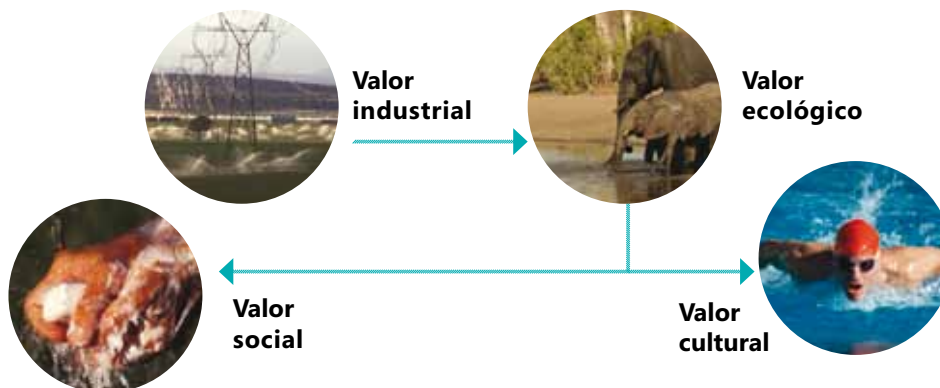 Valor
industrial
Valor
ecológico
Valor
social
Valor
cultural